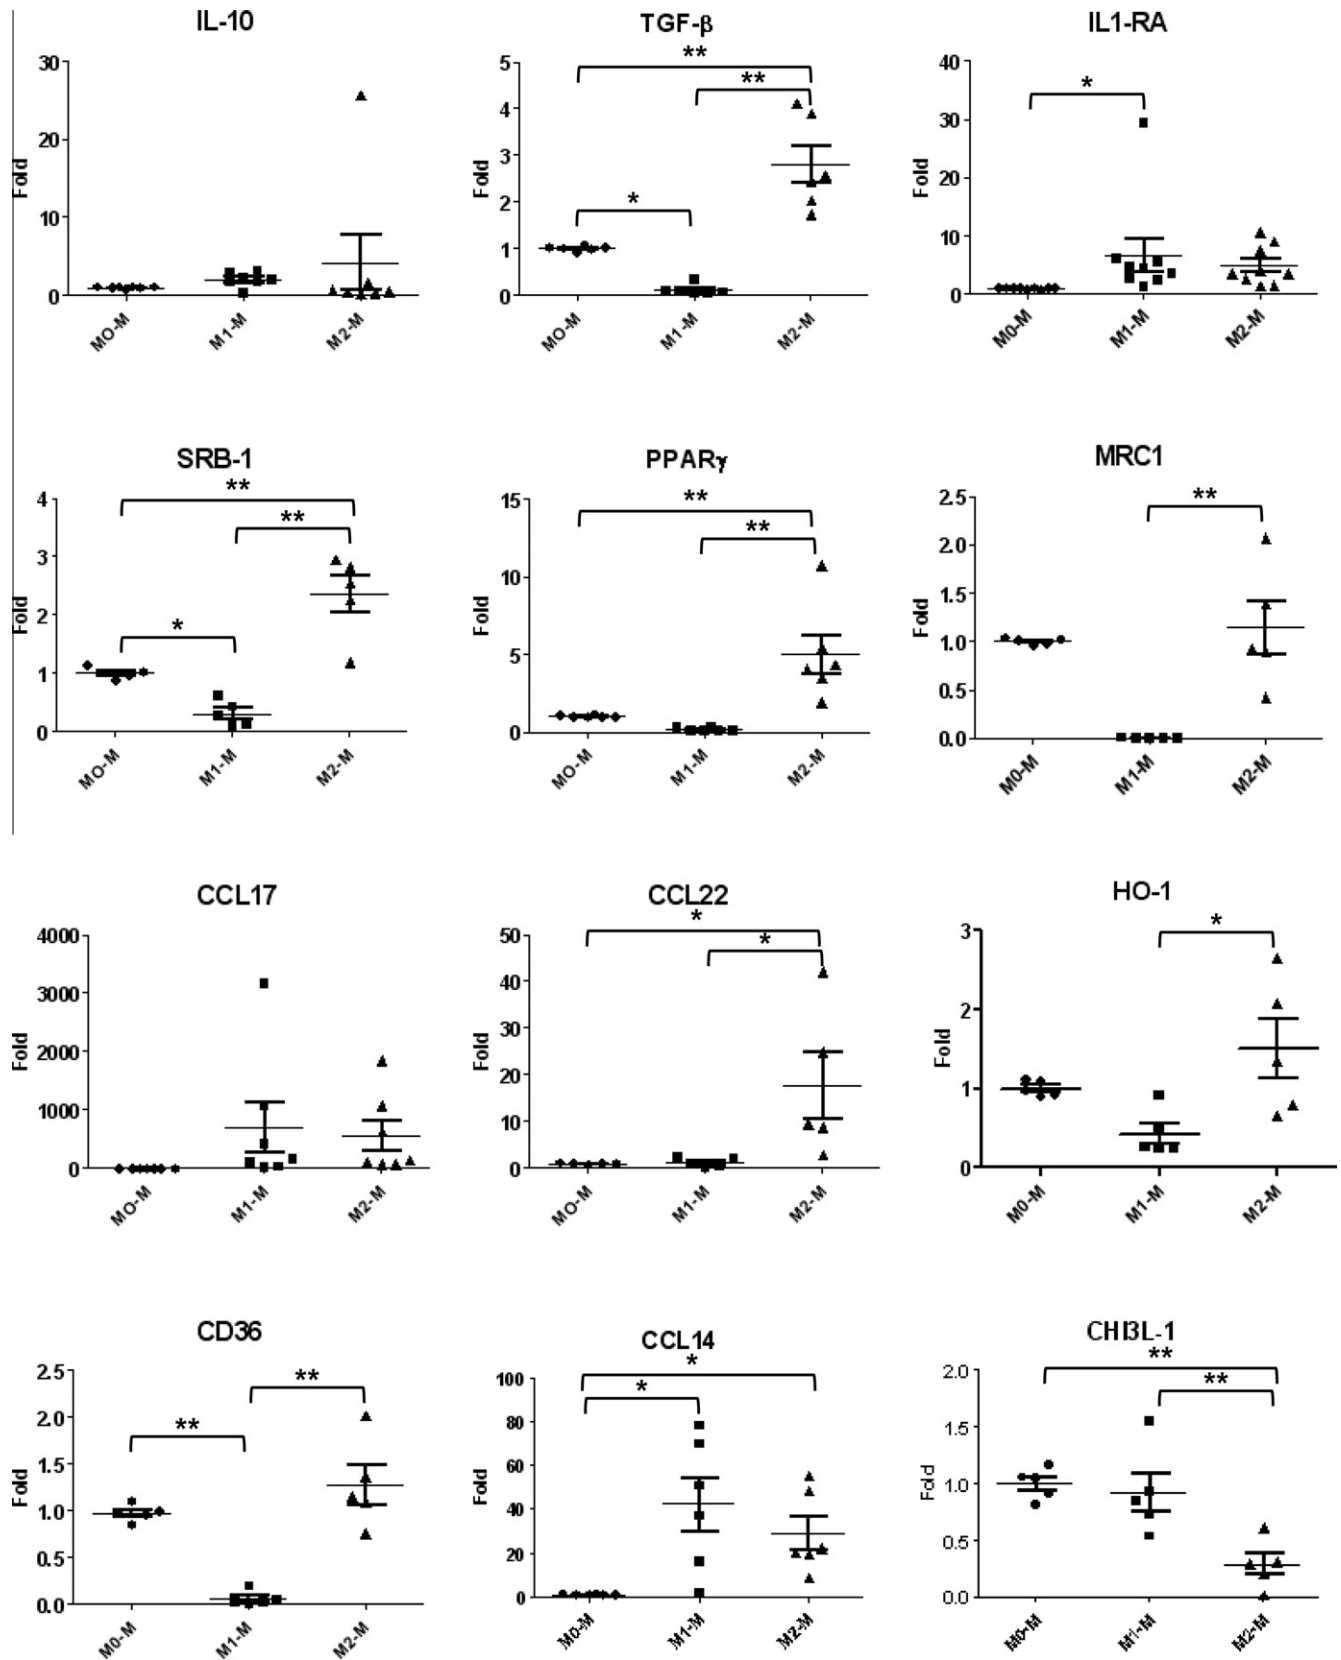 IL-10
30
20
10
0
Fold
MO-M
M1-M
M2-M
TGF-β
**
**
*
5
4
3
2
1
0
Fold
MO-M
M1-M
M2-M
IL1-RA
*
40
30
20
10
0
Fold
M0-M
M1-M
M2-M
SRB-1
**
**
*
4
3
2
1
0
Fold
MO-M
M1-M
M2-M
PPARγ
**
**
15
10
5
0
Fold
MO-M
M1-M
M2-M
MRC1
**
2.5
2.0
1.5
1.0
0.5
0.0
Fold
M0-M
M1-M
M2-M
CCL17
4000
3000
2000
1000
0
Fold
MO-M
M1-M
M2-M
CCL22
*
*
50
40
30
20
10
0
Fold
MO-M
M1-M
M2-M
HO-1
*
3
2
1
0
Fold
M0-M
M1-M
M2-M
CD36
**
**
2.5
2.0
1.5
1.0
0.5
0.0
Fold
M0-M
M1-M
M2-M
CCL14
*
*
100
80
60
40
20
0
Fold
M0-M
M1-M
M2-M
CHI3L-1
**
**
2.0
1.5
1.0
0.5
0.0
Fold
M0-M
M1-M
M2-M